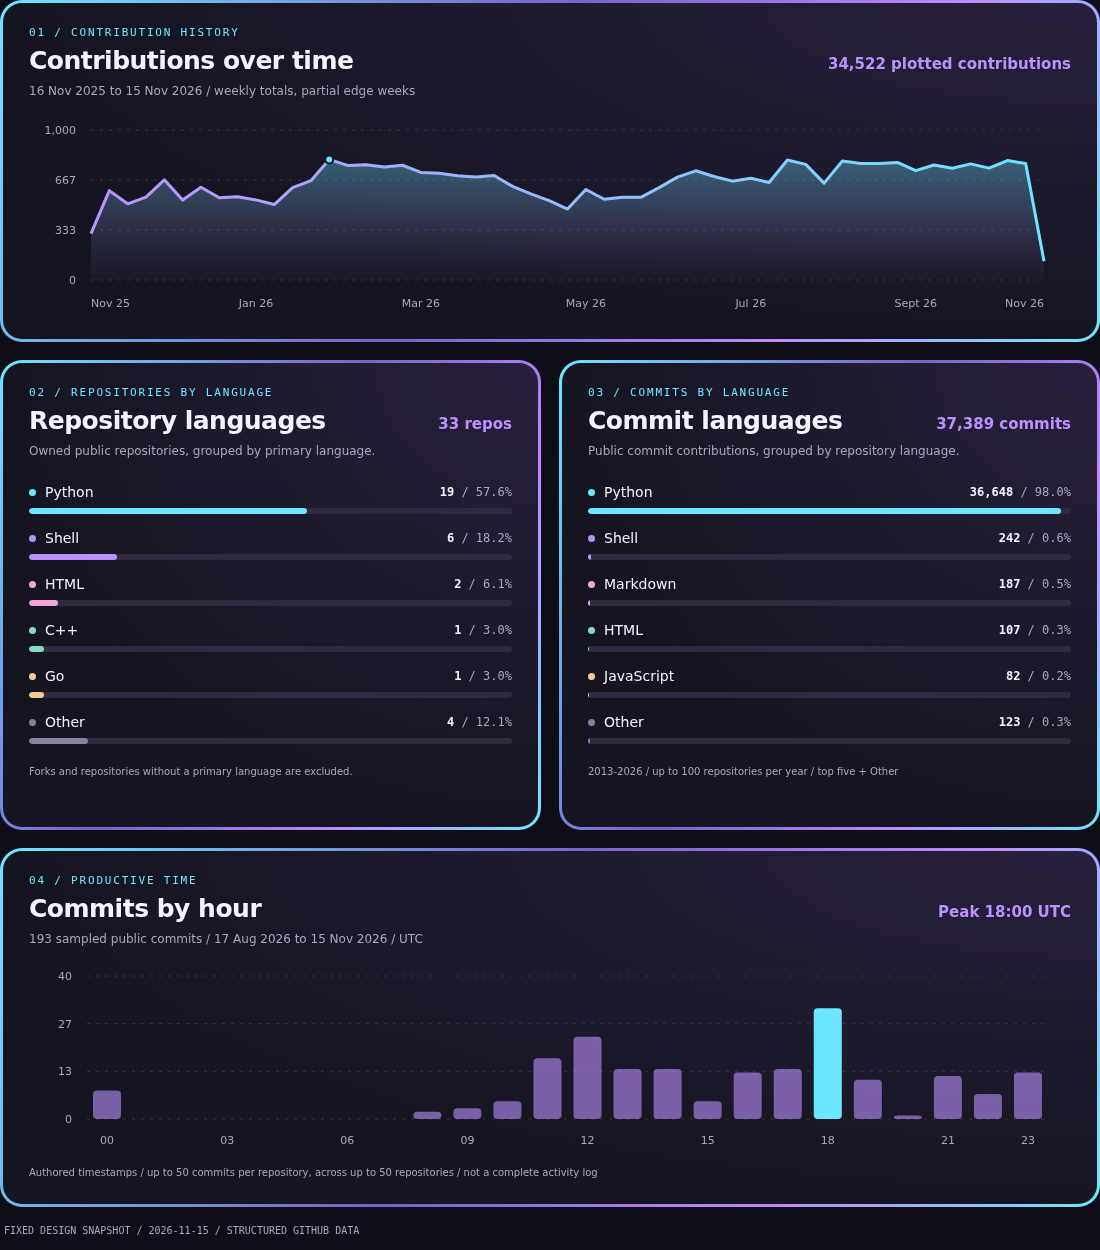 01 / CONTRIBUTION HISTORY
Contributions over time
34,522 plotted contributions
16 Nov 2025 to 15 Nov 2026 / weekly totals, partial edge weeks
1,000
667
333
0
Nov 25 Jan 26 Mar 26 May 26 Jul 26 Sept 26 Nov 26
02 / REPOSITORIES BY LANGUAGE
Repository languages
33 repos
Owned public repositories, grouped by primary language.
Python 19 / 57.6%
Shell 6 / 18.2%
HTML 2 / 6.1%
C++ 1 / 3.0%
Go 1 / 3.0%
Other 4 / 12.1%
Forks and repositories without a primary language are excluded.
03 / COMMITS BY LANGUAGE
Commit languages
37,389 commits
Public commit contributions, grouped by repository language.
Python 36,648 / 98.0%
Shell 242 / 0.6%
Markdown 187 / 0.5%
HTML 107 / 0.3%
JavaScript 82 / 0.2%
Other 123 / 0.3%
2013-2026 / up to 100 repositories per year / top five + Other
04 / PRODUCTIVE TIME
Commits by hour
Peak 18:00 UTC
193 sampled public commits / 17 Aug 2026 to 15 Nov 2026 / UTC
40
27
13
0
00 03 06 09 12 15 18 21 23
Authored timestamps / up to 50 commits per repository, across up to 50 repositories / not a complete activity log
FIXED DESIGN SNAPSHOT / 2026-11-15 / STRUCTURED GITHUB DATA